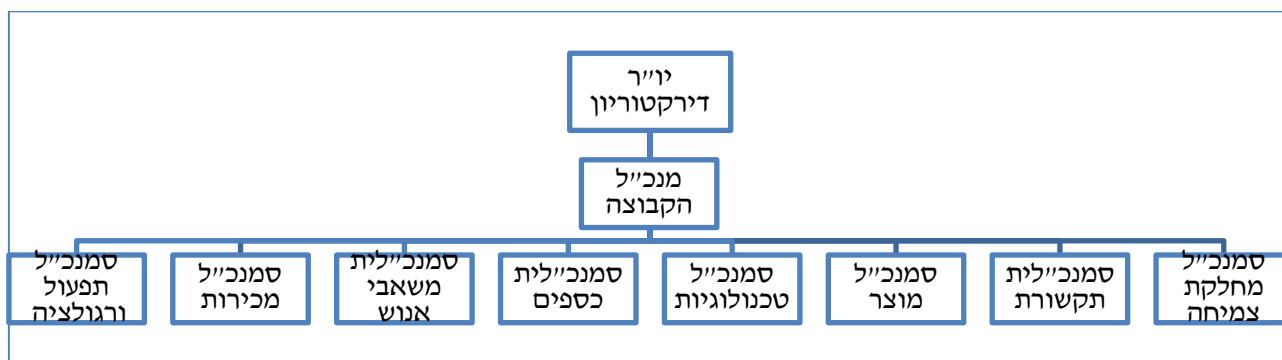 יו״ר
דירקטוריון
מנכ״ל
הקבוצה
סמנכ״ל
מחלקת
צמיחה
סמנכ״לית
תקשורת
סמנכ״ל
מוצר
סמנכ״ל
טכנולוגיות
סמנכ״לית
כספים
סמנכ״לית
משאבי
אנוש
סמנכ״ל
מכירות
סמנכ״ל
תפעול
ורגולציה